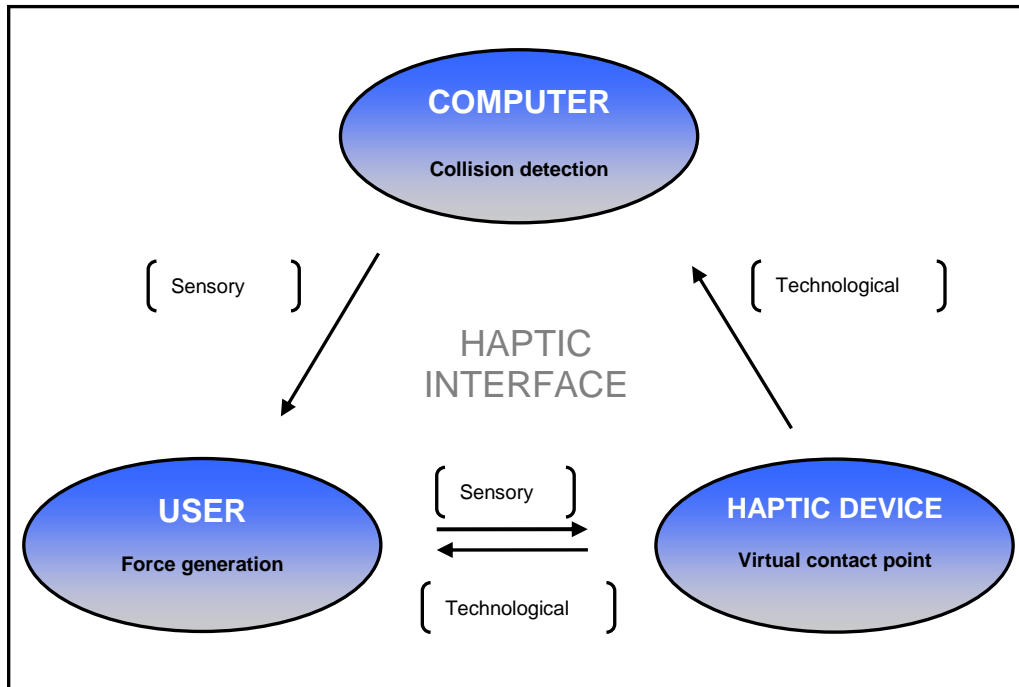 COMPUTER
Collision detection
Sensory
Technological
HAPTIC
INTERFACE
USER
Force generation
Sensory
Technological
HAPTIC DEVICE
Virtual contact point